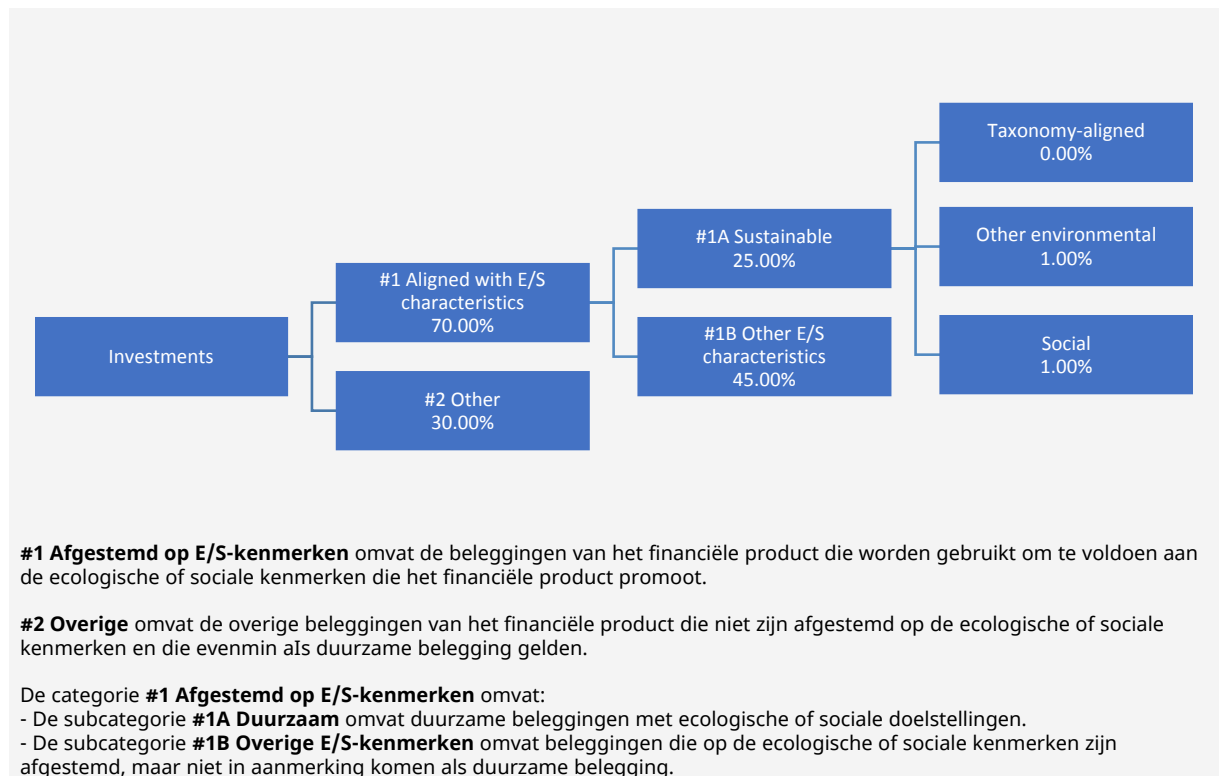 Investments
#1 Aligned with E/S
characteristics
70.00%
#2 Other
30.00%
#1A Sustainable
25.00%
#1B Other E/S
characteristics
45.00%
Taxonomy-aligned
0.00%
Other environmental
1.00%
Social
1.00%
#1 Afgestemd op E/S-kenmerken omvat de beleggingen van het financiële product die worden gebruikt om te voldoen aan
de ecologische of sociale kenmerken die het financiële product promoot.
#2 Overige omvat de overige beleggingen van het financiële product die niet zijn afgestemd op de ecologische of sociale
kenmerken en die evenmin aIs duurzame belegging gelden.
De categorie #1 Afgestemd op E/S-kenmerken omvat:
- De subcategorie #1A Duurzaam omvat duurzame beleggingen met ecologische of sociale doelstellingen.
- De subcategorie #1B Overige E/S-kenmerken omvat beleggingen die op de ecologische of sociale kenmerken zijn
afgestemd, maar niet in aanmerking komen als duurzame belegging.